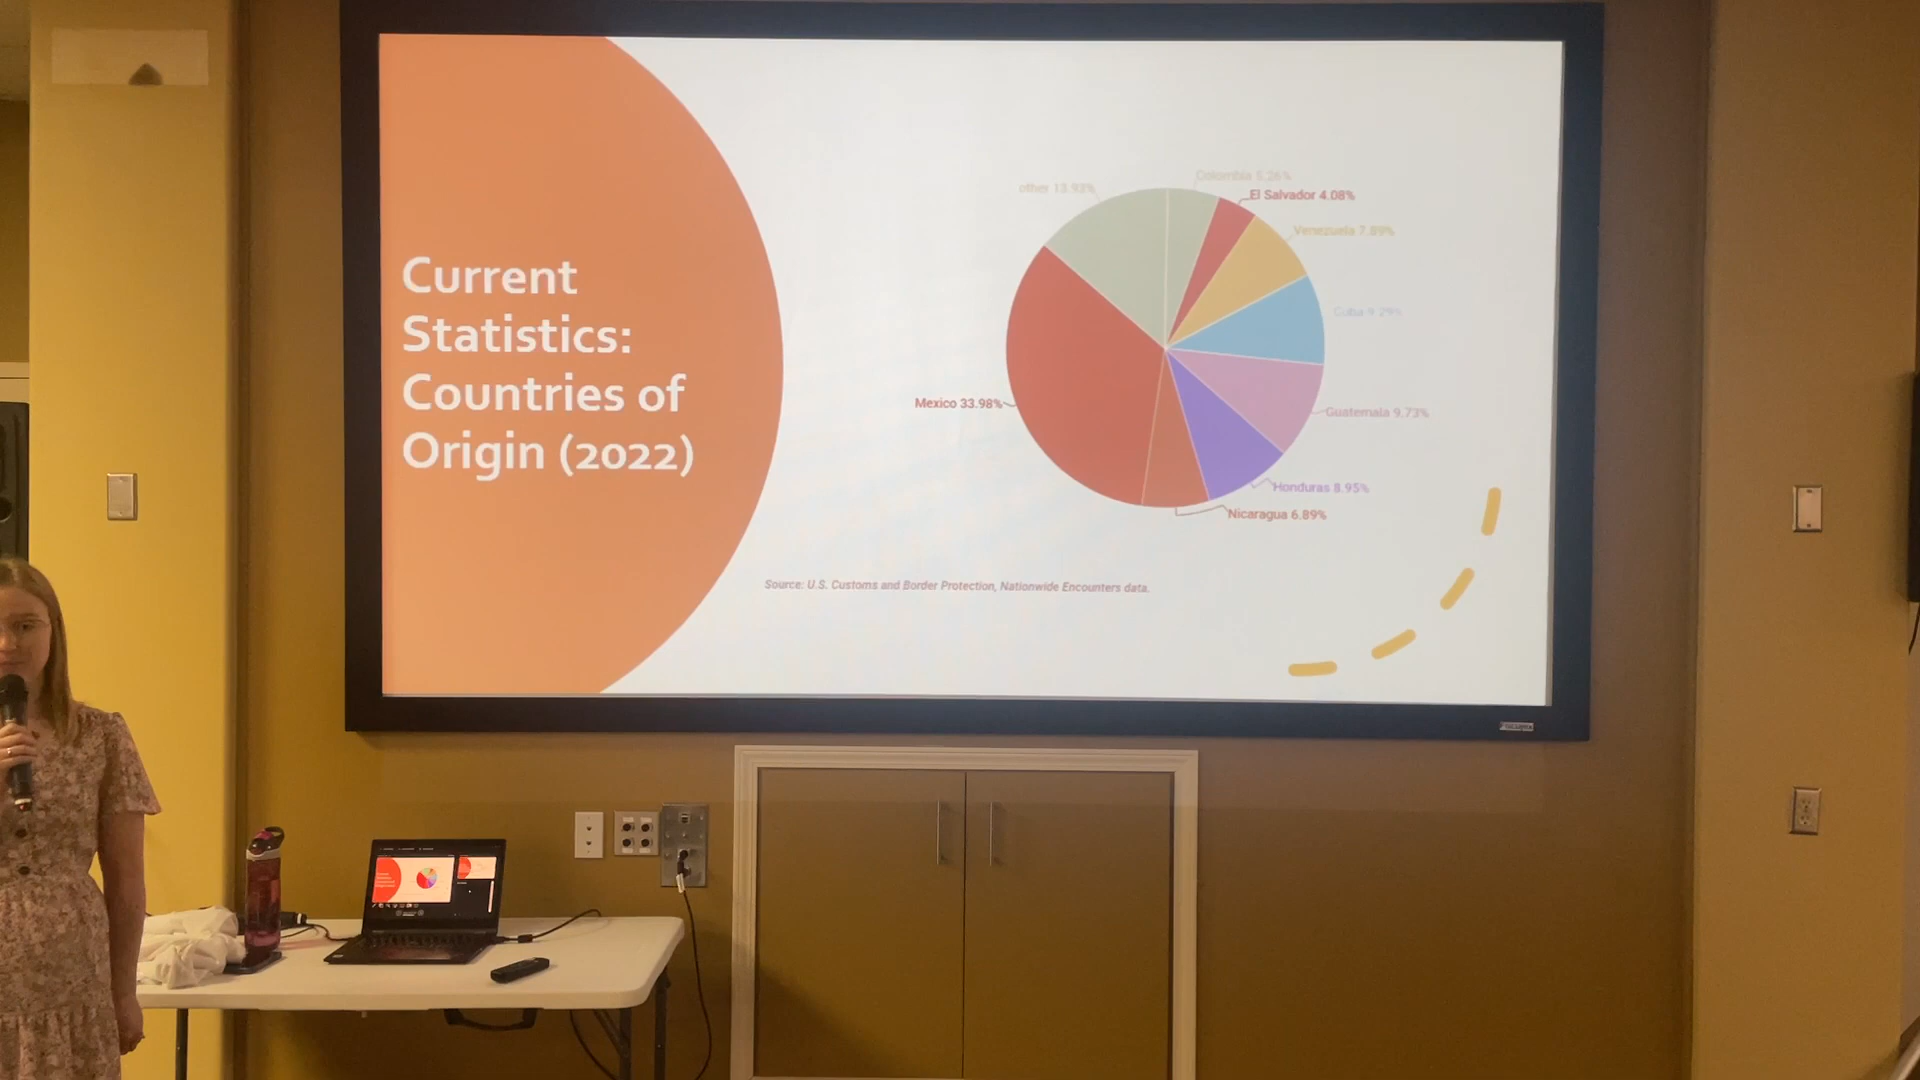 Current
Statistics:
Countries of
Origin (2022)
other 13.93%
Colombia 5.26%
El Salvador 4.08%
Venezuela 7.89%
Cuba 9.29%
Guatemala 9.73%
Honduras 8.95%
Nicaragua 6.89%
Mexico 33.98%
Source: U.S. Customs and Border Protection, Nationwide Encounters data.